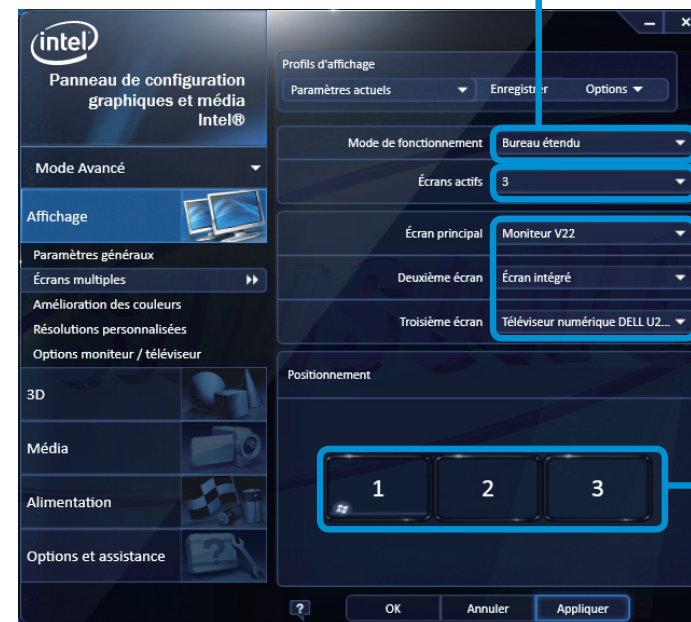 intel
Panneau de configuration
graphiques et média
Intel®
Mode Avancé
Affichage
Paramètres généraux
Écrans multiples
Amélioration des couleurs
Résolutions personnalisées
Options moniteur / téléviseur
3D
Média
Alimentation
Options et assistance
Profils d'affichage
Paramètres actuels Enregistrer Options
Mode de fonctionnement Bureau étendu
Écrans actifs 3
Écran principal Moniteur V22
Deuxième écran Écran intégré
Troisième écran Téléviseur numérique DELL U2...
Positionnement
1 2 3
? OK Annuler Appliquer